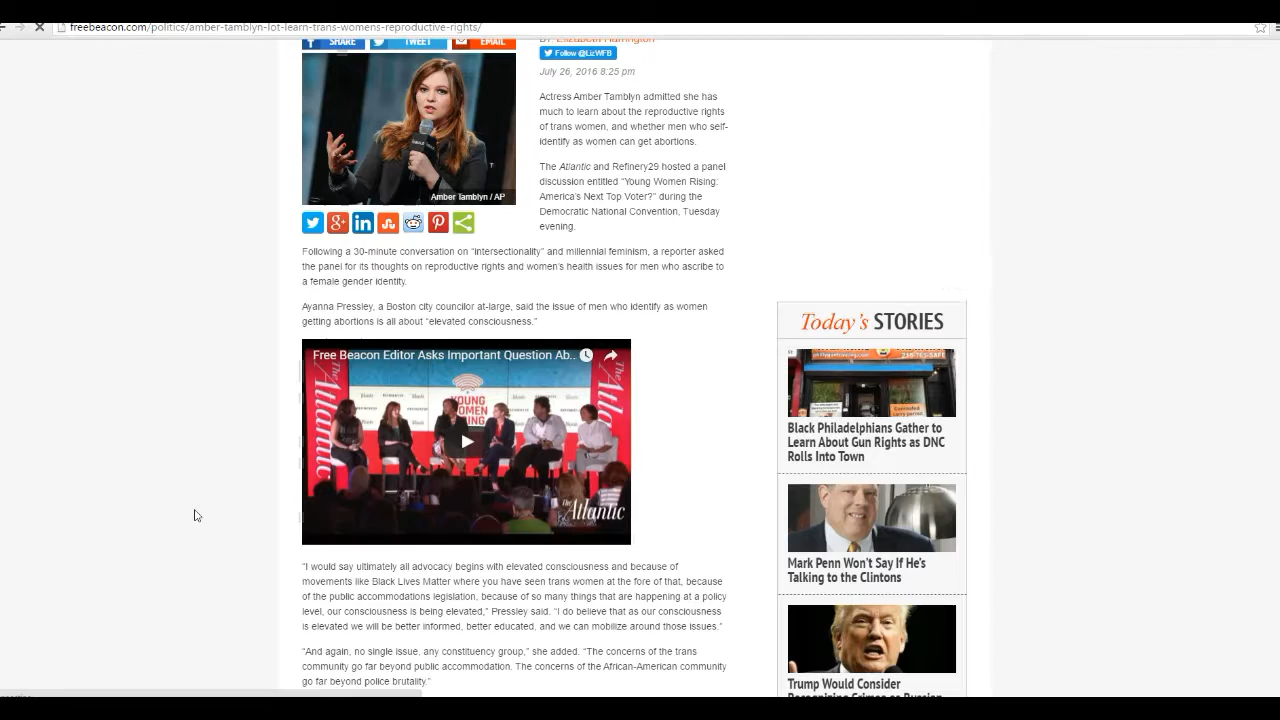 freebeacon.com/politics/amber-tamblyn-lot-learn-trans-womens-reproductive-rights/
SHARE
TWEET
EMAIL
BY: Elizabeth Harrington
Follow @LizWFB
July 26, 2016 8:25 pm
Amber Tamblyn / AP
Actress Amber Tamblyn admitted she has
much to learn about the reproductive rights
of trans women, and whether men who self-
identify as women can get abortions.
The Atlantic and Refinery29 hosted a panel
discussion entitled “Young Women Rising:
America’s Next Top Voter?” during the
Democratic National Convention, Tuesday
evening.
Following a 30-minute conversation on “intersectionality” and millennial feminism, a reporter asked
the panel for its thoughts on reproductive rights and women’s health issues for men who ascribe to
a female gender identity.
Ayanna Pressley, a Boston city councilor at-large, said the issue of men who identify as women
getting abortions is all about “elevated consciousness.”
Free Beacon Editor Asks Important Question Ab...
The Atlantic
YOUNG
WOMEN
RISING
the Atlantic
“I would say ultimately all advocacy begins with elevated consciousness and because of
movements like Black Lives Matter where you have seen trans women at the fore of that, because
of the public accommodations legislation, because of so many things that are happening at a policy
level, our consciousness is being elevated,” Pressley said. “I do believe that as our consciousness
is elevated we will be better informed, better educated, and we can mobilize around those issues.”
“And again, no single issue, any constituency group,” she added. “The concerns of the trans
community go far beyond public accommodation. The concerns of the African-American community
go far beyond police brutality.”
Today’s STORIES
Black Philadelphians Gather to
Learn About Gun Rights as DNC
Rolls Into Town
Mark Penn Won’t Say If He’s
Talking to the Clintons
Trump Would Consider
Recognizing Crimea as Russian